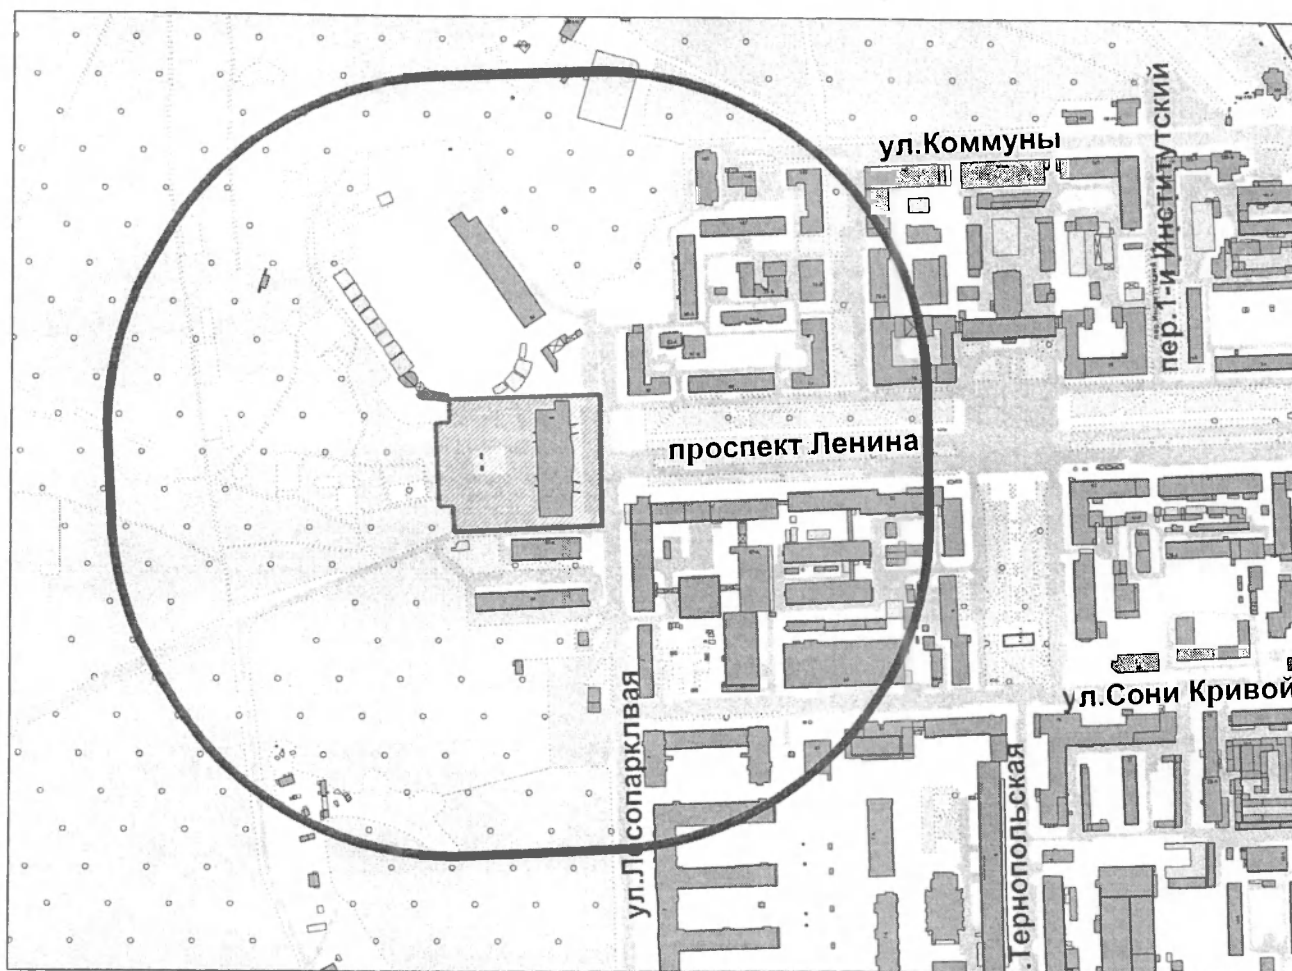 ул.Коммуны
пер.1-й Институтский
проспект Ленина
ул.Сони Кривой
ул.Лесопарклвая
.Тернопольская